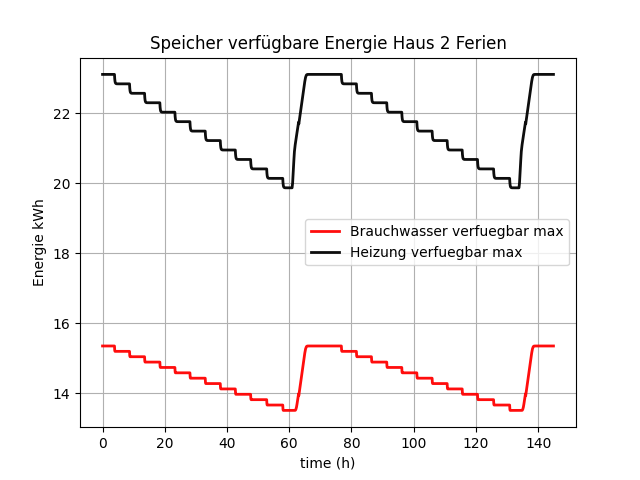 Speicher verfügbare Energie Haus 2 Ferien
Energie kWh
22
20
18
16
14
Brauchwasser verfuegbar max
Heizung verfuegbar max
0 20 40 60 80 100 120 140
time (h)